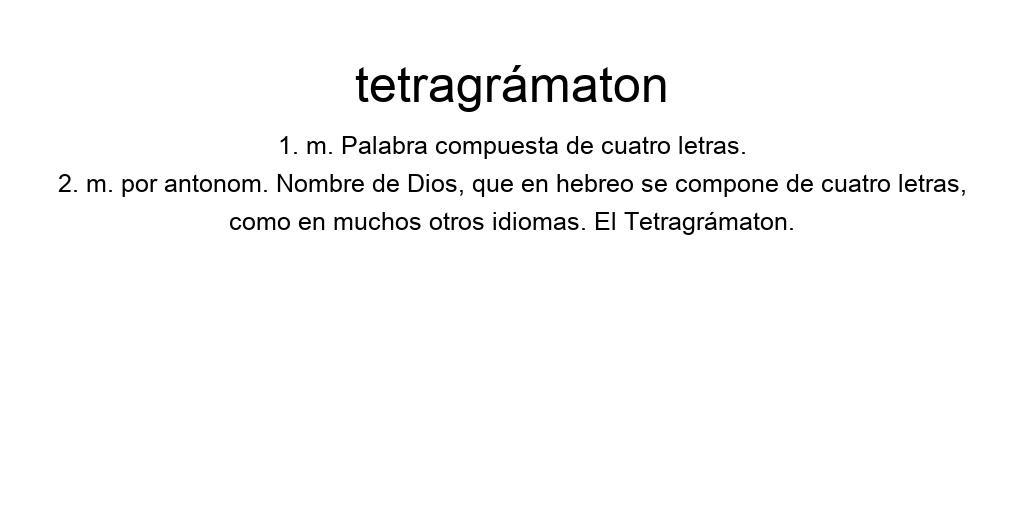 tetragrámaton
1. m. Palabra compuesta de cuatro letras.
2. m. por antonom. Nombre de Dios, que en hebreo se compone de cuatro letras,
como en muchos otros idiomas. El Tetragrámaton.